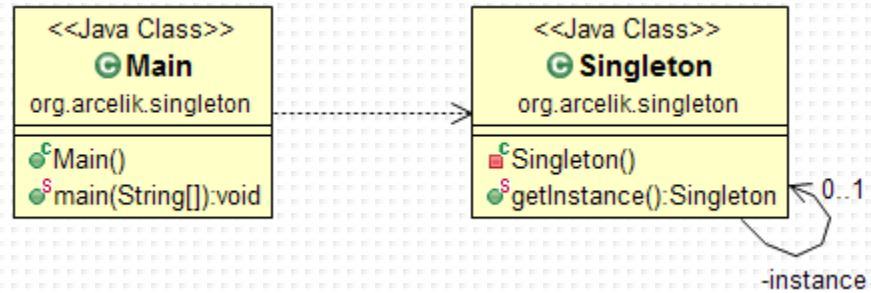 <<Java Class>>
C Main
org.arcelik.singleton
C Main()
S main(String[]):void
<<Java Class>>
C Singleton
org.arcelik.singleton
C Singleton()
S getInstance():Singleton
0..1
-instance